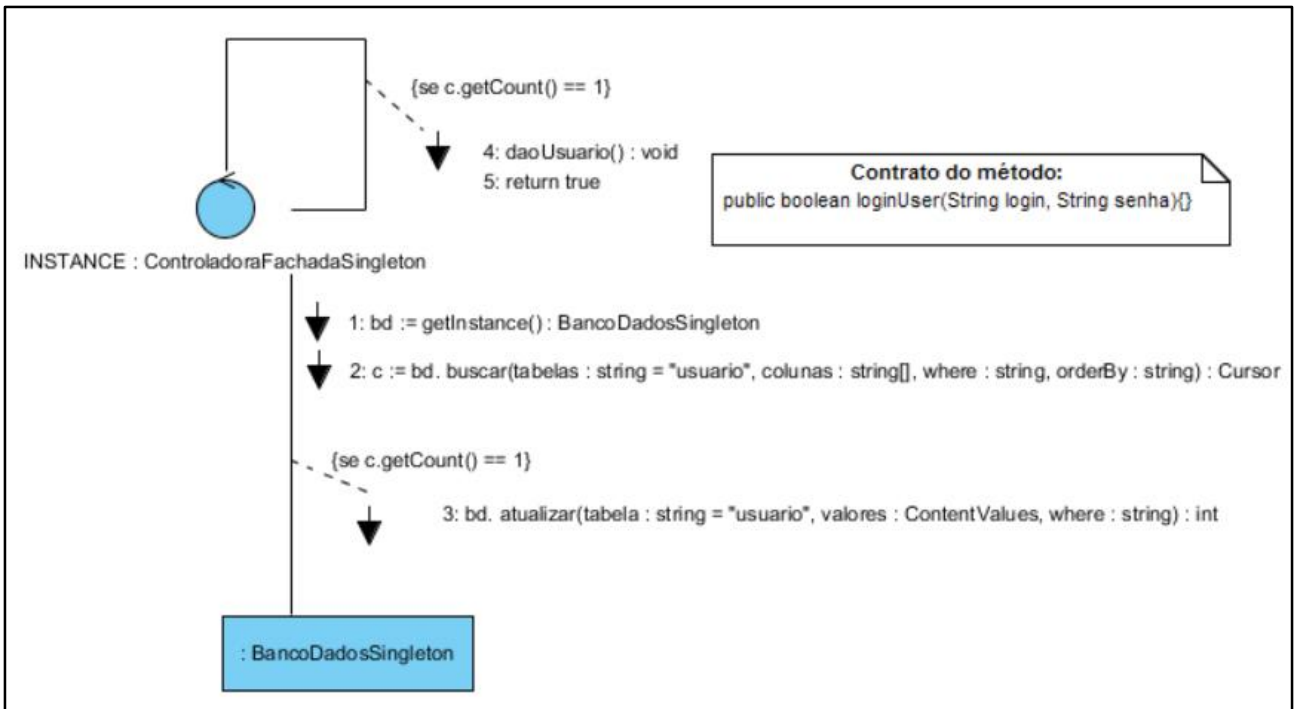 {se c.getCount() == 1}
4: daoUsuario() : void
5: return true
Contrato do método:
public boolean loginUser(String login, String senha){}
INSTANCE : ControladoraFachadaSingleton
1: bd := getInstance() : BancoDadosSingleton
2: c := bd. buscar(tabelas : string = "usuario", colunas : string[], where : string, orderBy : string) : Cursor
{se c.getCount() == 1}
3: bd. atualizar(tabela : string = "usuario", valores : ContentValues, where : string) : int
: BancoDadosSingleton